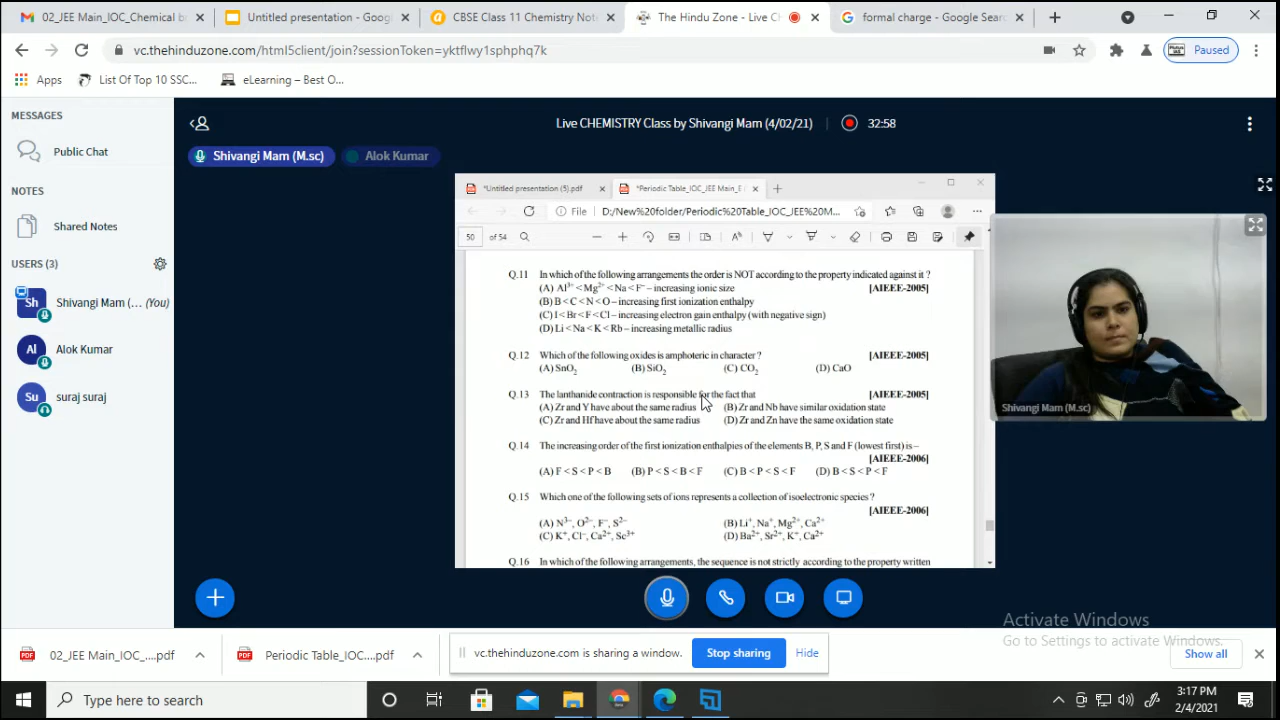 02_JEE Main_IOC_Chemical b
Untitled presentation - Goog
CBSE Class 11 Chemistry Not
The Hindu Zone - Live C
formal charge - Google Sear
vc.thehinduzone.com/html5client/join?sessionToken=yktflwy1sphphq7k
Paused
Apps
List Of Top 10 SSC...
eLearning – Best O...
MESSAGES
Public Chat
NOTES
Shared Notes
USERS (3)
Sh
Shivangi Mam (M... (You)
Al
Alok Kumar
Su
suraj suraj
Live CHEMISTRY Class by Shivangi Mam (4/02/21)
32:58
Shivangi Mam (M.sc)
Alok Kumar
*Untitled presentation (5).pdf
*Periodic Table_IOC_JEE Main_E
File
D:/New%20folder/Periodic%20Table_IOC_JEE%20M...
50 of 54
Q.11 In which of the following arrangements the order is NOT according to the property indicated against it ?
(A) Al³⁺ < Mg²⁺ < Na < F⁻ – increasing ionic size [AIEEE-2005]
(B) B < C < N < O – increasing first ionization enthalpy
(C) I < Br < F < Cl – increasing electron gain enthalpy (with negative sign)
(D) Li < Na < K < Rb – increasing metallic radius
Q.12 Which of the following oxides is amphoteric in character ? [AIEEE-2005]
(A) SnO₂ (B) SiO₂ (C) CO₂ (D) CaO
Q.13 The lanthanide contraction is responsible for the fact that [AIEEE-2005]
(A) Zr and Y have about the same radius (B) Zr and Nb have similar oxidation state
(C) Zr and Hf have about the same radius (D) Zr and Zn have the same oxidation state
Q.14 The increasing order of the first ionization enthalpies of the elements B, P, S and F (lowest first) is –
[AIEEE-2006]
(A) F < S < P < B (B) P < S < B < F (C) B < P < S < F (D) B < S < P < F
Q.15 Which one of the following sets of ions represents a collection of isoelectronic species ?
[AIEEE-2006]
(A) N³⁻, O²⁻, F⁻, S²⁻ (B) Li⁺, Na⁺, Mg²⁺, Ca²⁺
(C) K⁺, Cl⁻, Ca²⁺, Sc³⁺ (D) Ba²⁺, Sr²⁺, K⁺, Ca²⁺
Q.16 In which of the following arrangements, the sequence is not strictly according to the property written
Shivangi Mam (M.sc)
Activate Windows
Go to Settings to activate Windows.
02_JEE Main_IOC_....pdf
Periodic Table_IOC....pdf
vc.thehinduzone.com is sharing a window.
Stop sharing
Hide
Show all
Type here to search
3:17 PM
2/4/2021